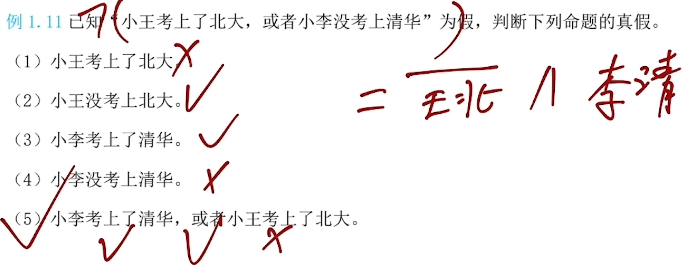 例 1.11 已知“小王考上了北大，或者小李没考上清华”为假，判断下列命题的真假。
（1）小王考上了北大。
（2）小王没考上北大。
（3）小李考上了清华。
（4）小李没考上清华。
（5）小李考上了清华，或者小王考上了北大。
¬( )
= 王北 ∧ 李清